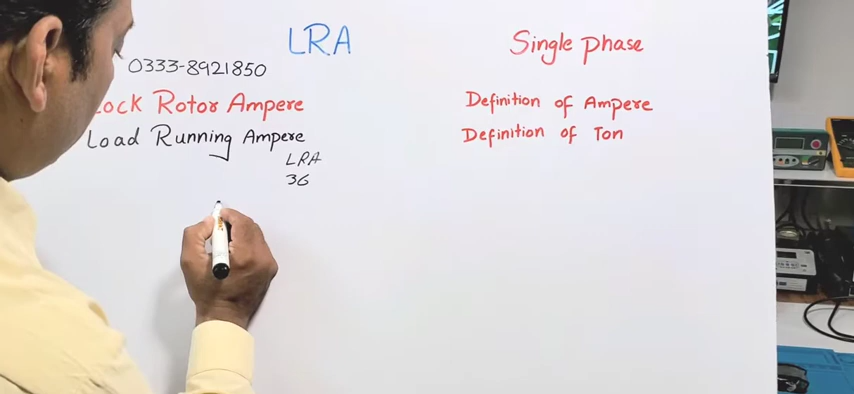 LRA
Single phase
0333-8921850
Lock Rotor Ampere
Definition of Ampere
Load Running Ampere
Definition of Ton
LRA
36